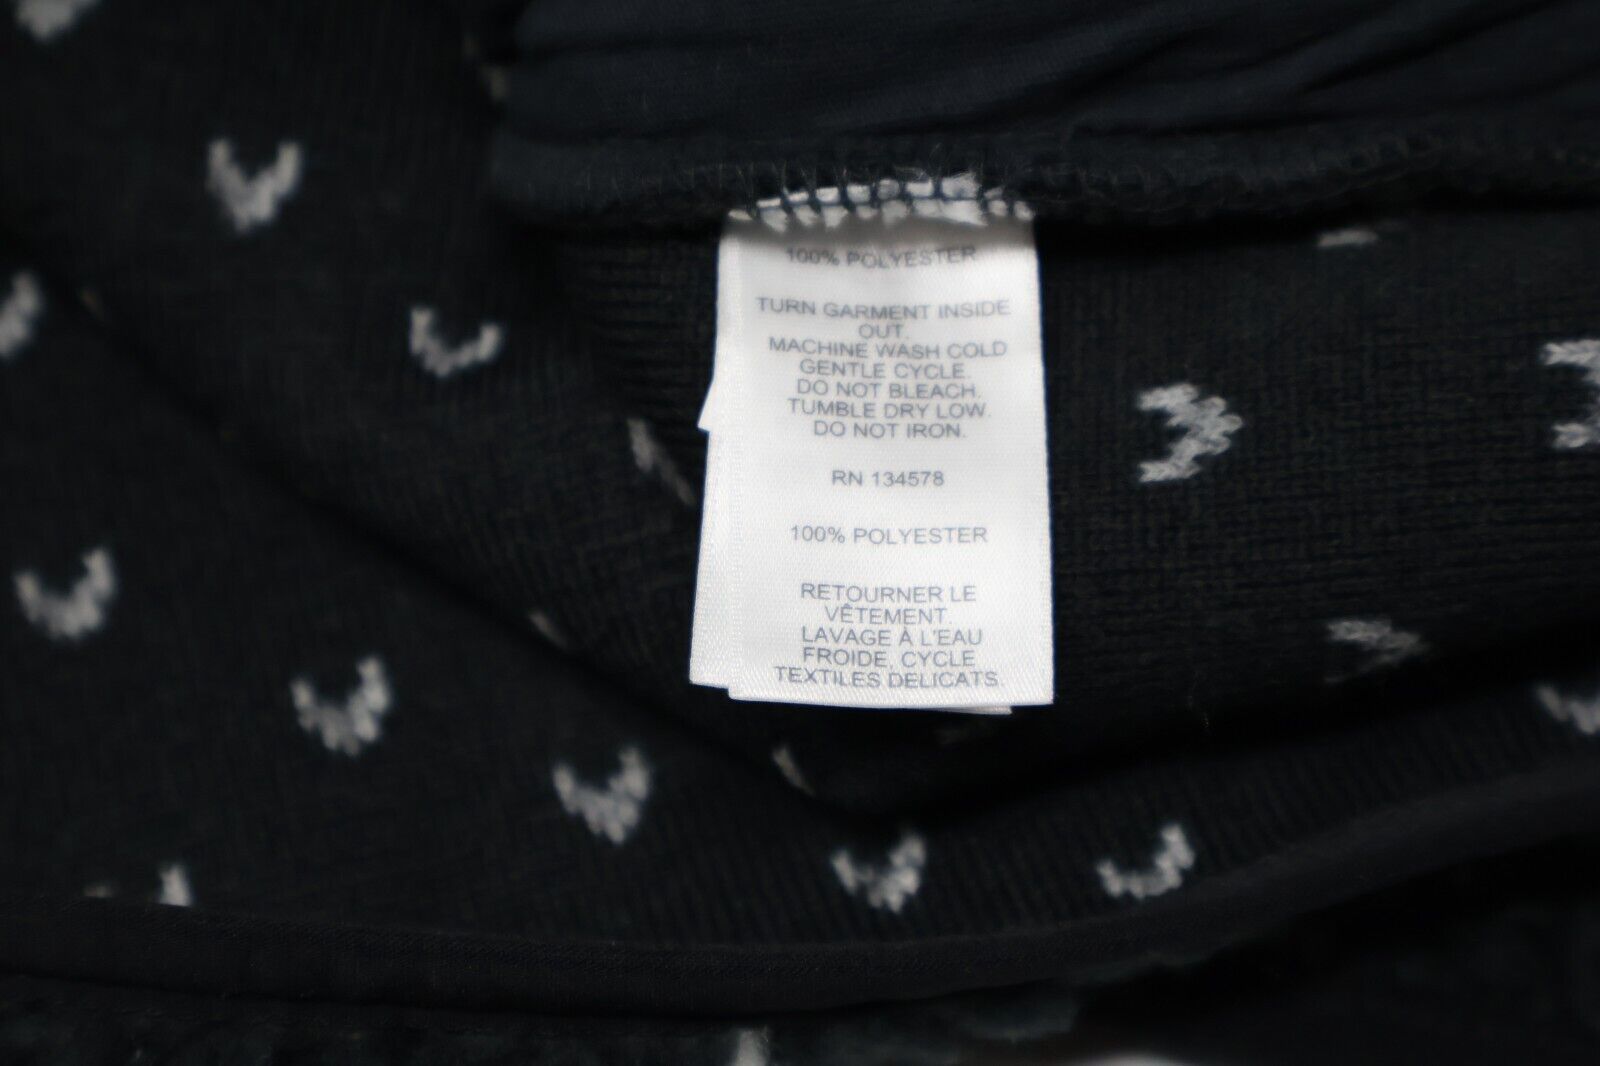 100% POLYESTER
TURN GARMENT INSIDE
OUT.
MACHINE WASH COLD
GENTLE CYCLE.
DO NOT BLEACH.
TUMBLE DRY LOW.
DO NOT IRON.
RN 134578
100% POLYESTER
RETOURNER LE
VÊTEMENT
LAVAGE À L'EAU
FROIDE, CYCLE
TEXTILES DELICATS.